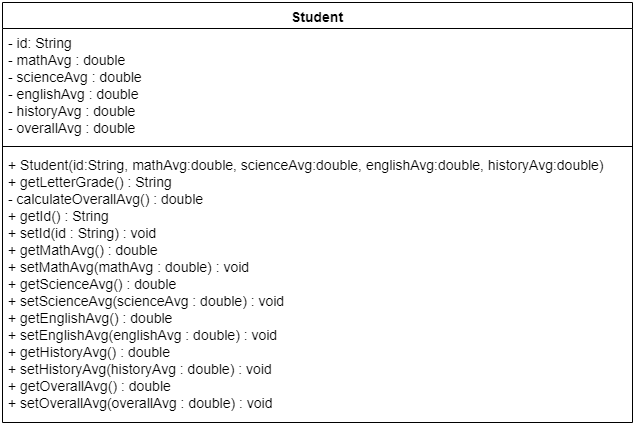 Student
- id: String
- mathAvg : double
- scienceAvg : double
- englishAvg : double
- historyAvg : double
- overallAvg : double
+ Student(id:String, mathAvg:double, scienceAvg:double, englishAvg:double, historyAvg:double)
+ getLetterGrade() : String
- calculateOverallAvg() : double
+ getId() : String
+ setId(id : String) : void
+ getMathAvg() : double
+ setMathAvg(mathAvg : double) : void
+ getScienceAvg() : double
+ setScienceAvg(scienceAvg : double) : void
+ getEnglishAvg() : double
+ setEnglishAvg(englishAvg : double) : void
+ getHistoryAvg() : double
+ setHistoryAvg(historyAvg : double) : void
+ getOverallAvg() : double
+ setOverallAvg(overallAvg : double) : void